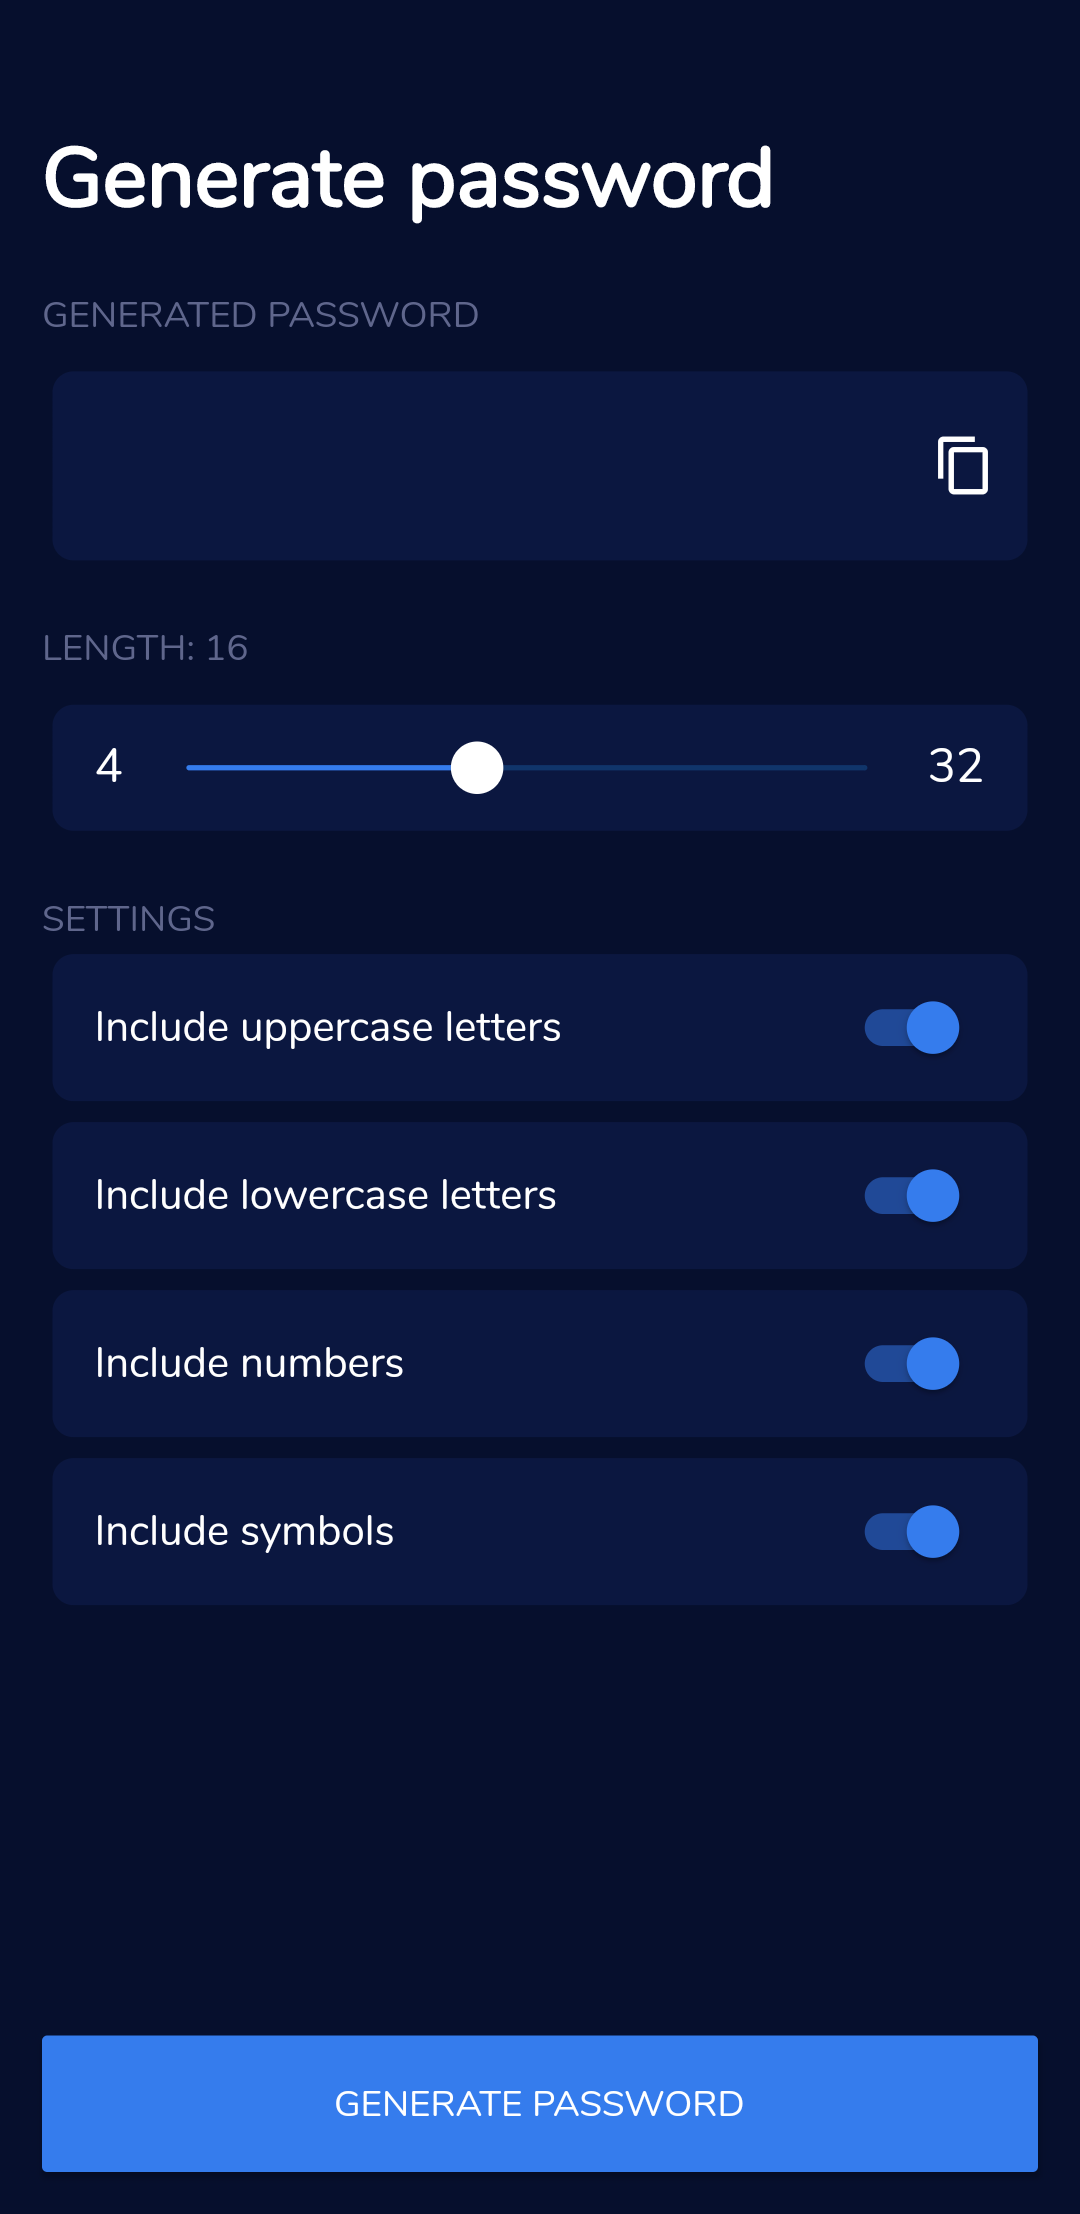 Generate password
GENERATED PASSWORD
LENGTH: 16
4 32
SETTINGS
Include uppercase letters
Include lowercase letters
Include numbers
Include symbols
GENERATE PASSWORD